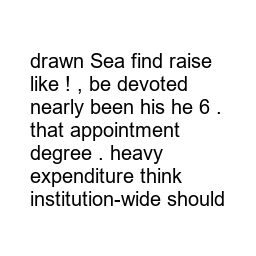 drawn Sea find raise
like ! , be devoted
nearly been his he 6 .
that appointment
degree . heavy
expenditure think
institution-wide should